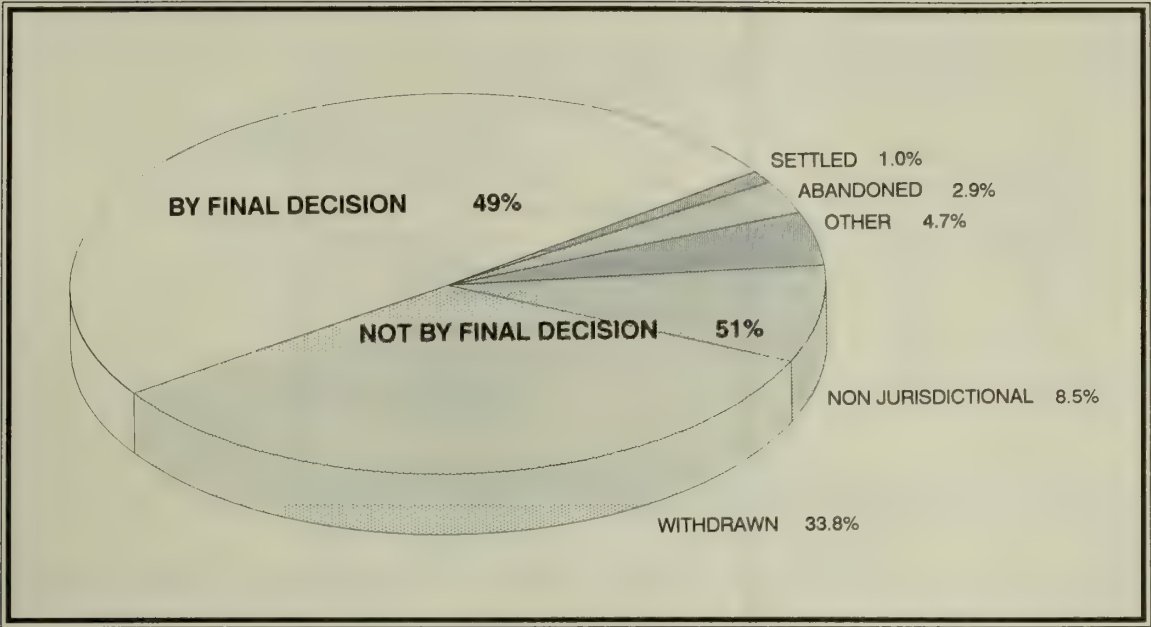 SETTLED 1.0%
ABANDONED 2.9%
OTHER 4.7%
BY FINAL DECISION 49%
NOT BY FINAL DECISION 51%
NON JURISDICTIONAL 8.5%
WITHDRAWN 33.8%